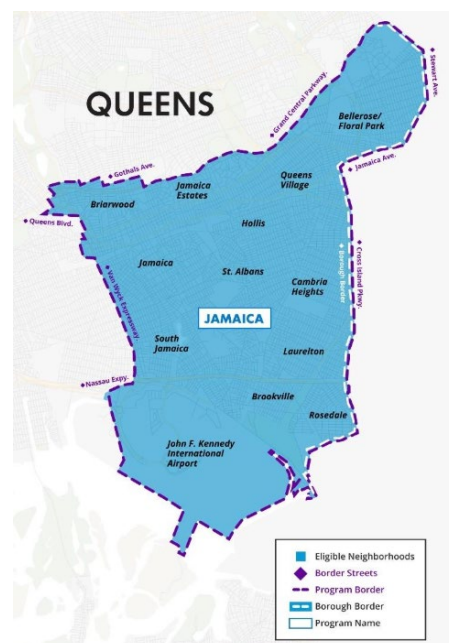 Stewart Ave.
QUEENS
Grand Central Parkway.
Bellerose/
Floral Park
Jamaica Ave.
Gothals Ave.
Queens
Village
Jamaica
Estates
Briarwood
Queens Blvd.
Hollis
Borough Border
Cross Island Pkwy.
Van Wyck Expressway.
Jamaica
St. Albans
Cambria
Heights
JAMAICA
South
Jamaica
Laurelton
Nassau Expy.
Brookville
Rosedale
John F. Kennedy
International
Airport
Eligible Neighborhoods
Border Streets
Program Border
Borough Border
Program Name